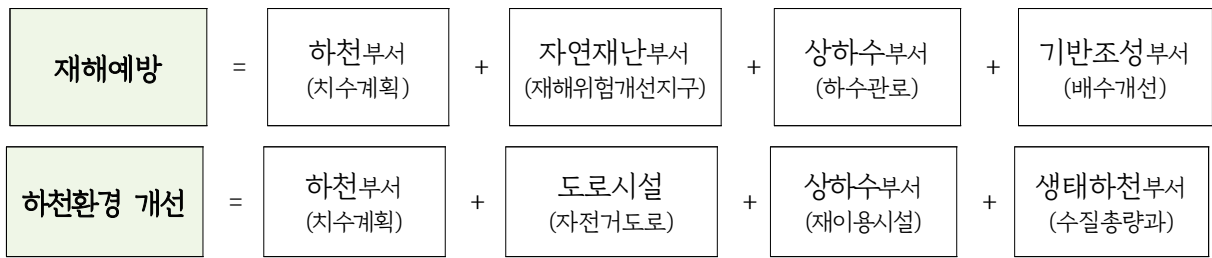 재해예방 = 하천부서 + 자연재난부서 + 상하수부서 + 기반조성부서
(치수계획) (재해위험개선지구) (하수관로) (배수개선)
하천환경 개선 = 하천부서 + 도로시설 + 상하수부서 + 생태하천부서
(치수계획) (자전거도로) (재이용시설) (수질총량과)